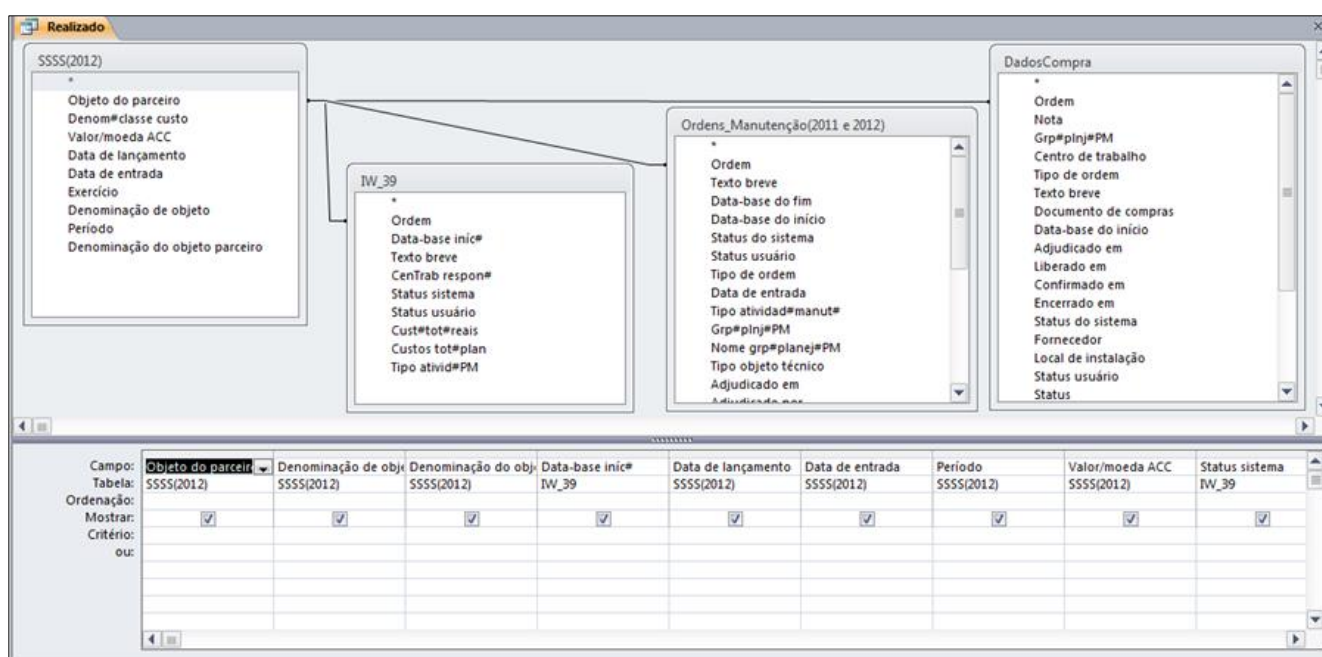 Realizado
SSSS(2012)
*
Objeto do parceiro
Denom#classe custo
Valor/moeda ACC
Data de lançamento
Data de entrada
Exercício
Denominação de objeto
Período
Denominação do objeto parceiro
IW_39
*
Ordem
Data-base iníc#
Texto breve
CenTrab respon#
Status sistema
Status usuário
Cust#tot#reais
Custos tot#plan
Tipo ativid#PM
Ordens_Manutenção(2011 e 2012)
*
Ordem
Texto breve
Data-base do fim
Data-base do início
Status do sistema
Status usuário
Tipo de ordem
Data de entrada
Tipo atividad#manut#
Grp#plnj#PM
Nome grp#planej#PM
Tipo objeto técnico
Adjudicado em
Adjudicado por
DadosCompra
*
Ordem
Nota
Grp#plnj#PM
Centro de trabalho
Tipo de ordem
Texto breve
Documento de compras
Data-base do início
Adjudicado em
Liberado em
Confirmado em
Encerrado em
Status do sistema
Fornecedor
Local de instalação
Status usuário
Status
Campo: Objeto do parceir Denominação de obj Denominação do obj Data-base iníc# Data de lançamento Data de entrada Período Valor/moeda ACC Status sistema
Tabela: SSSS(2012) SSSS(2012) SSSS(2012) IW_39 SSSS(2012) SSSS(2012) SSSS(2012) SSSS(2012) IW_39
Ordenação:
Mostrar:
Critério:
ou: